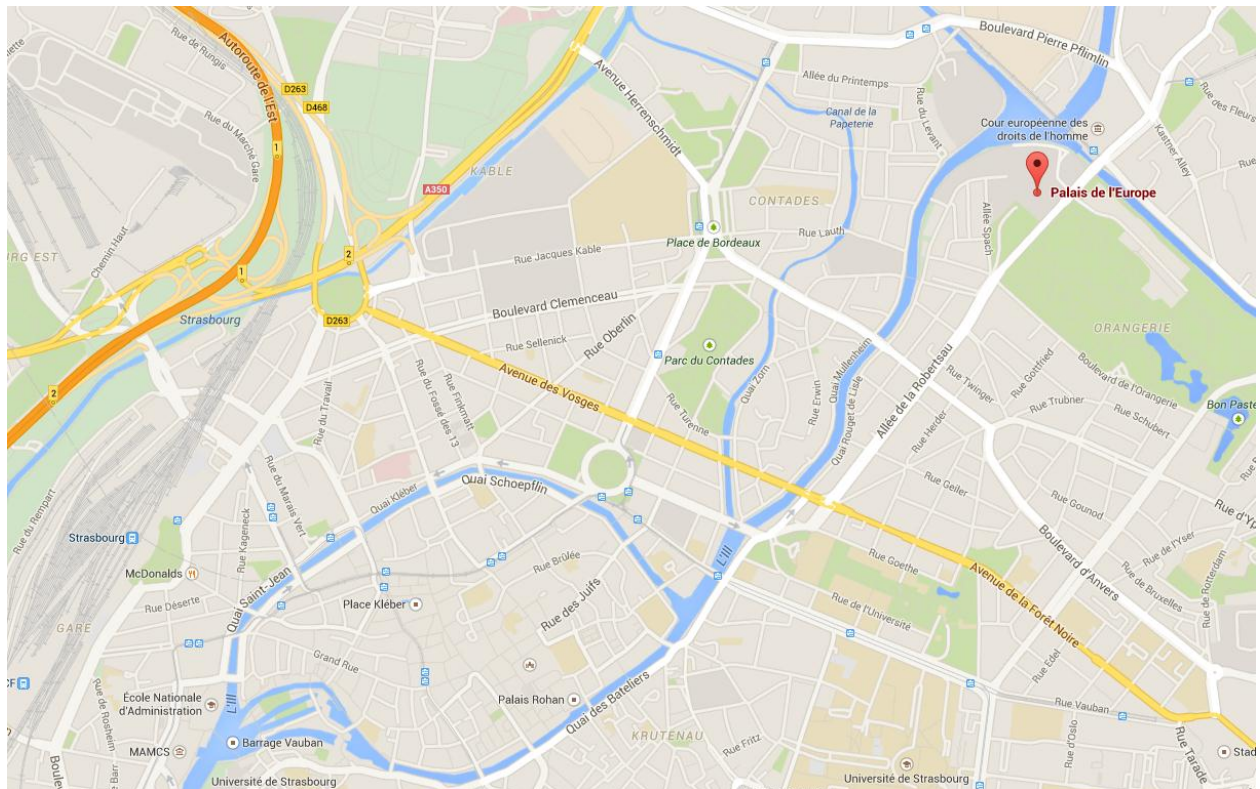 Boulevard Pierre Pflimlin
Rue de Rungis
Autoroute de l'Est
Avenue Herrenschmidt
Allée du Printemps
D263
D468
Rue des Fleurs
Canal de la
Papeterie
Rue du Levant
Cour européenne des
droits de l'homme
Rue du Marché Gare
1
Kastner Alley
KABLE
A350
Palais de l'Europe
CONTADES
Allée Spach
Place de Bordeaux
Rue Lauth
Chemin Haut
Rue Jacques Kable
2
1
Boulevard Clemenceau
Strasbourg
D263
Rue Oberlin
ORANGERIE
Rue Sellenick
Parc du Contades
Quai Mullenheim
Rue Gottfried
Boulevard de l'Orangerie
Avenue des Vosges
Quai Zorn
Rue Erwin
Quai Rouget de Lisle
Allée de la Robertsau
Rue Twinger
Rue Trubner
Rue Schubert
2
Rue du Travail
Rue du Fossé des 13
Rue Finkmatt
Rue Turenne
Rue Herder
Quai Schoepflin
Quai Kléber
Rue du Marais Vert
Rue Geiler
Rue Gounod
Rue du Rempart
Rue Kageneck
Strasbourg
Boulevard d'Anvers
Rue de l'Yser
McDonalds
Rue Brûlée
L'Ill
Rue Goethe
Avenue de la Forêt Noire
Rue de Bruxelles
Rue de Rotterdam
Quai Saint-Jean
Rue Déserte
Place Kléber
Rue des Juifs
Rue de l'Université
GARE
Grand Rue
Rue Edel
École Nationale
d'Administration
L'Ill
Palais Rohan
Quai des Bateliers
Rue Vauban
Rue de Rosheim
KRUTENAU
Rue Fritz
Rue d'Oslo
Rue Tarade
MAMCS
Barrage Vauban
Université de Strasbourg
Université de Strasbourg